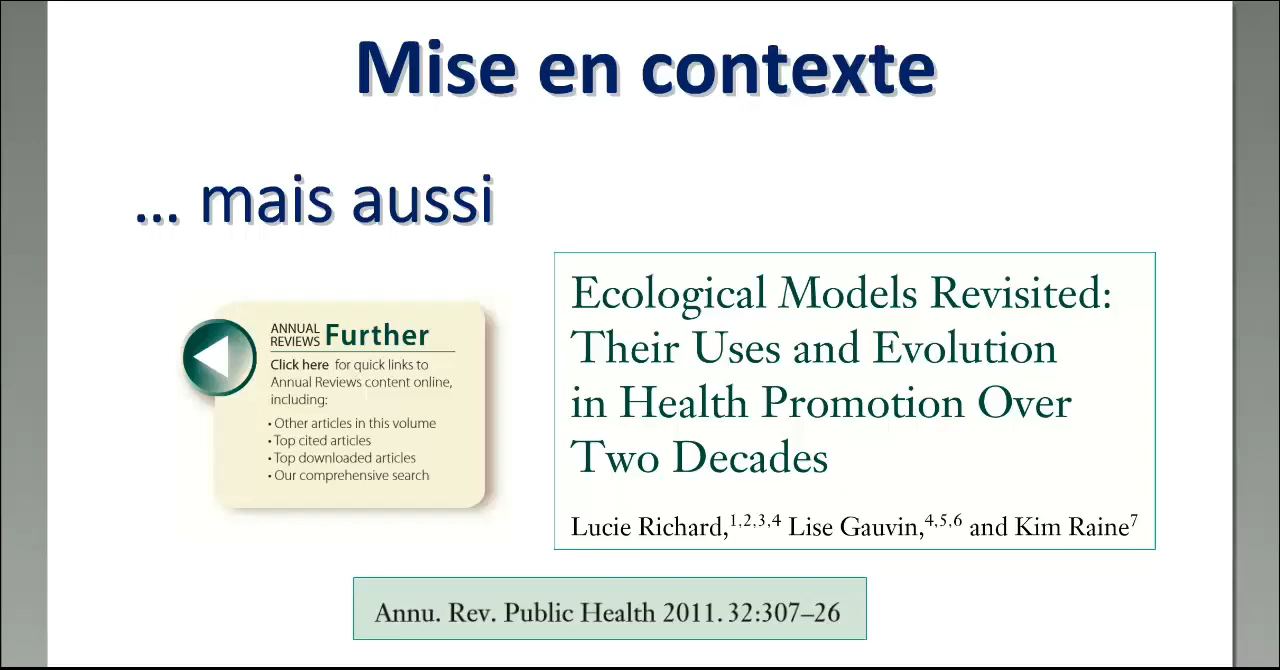 Mise en contexte
... mais aussi
ANNUAL
REVIEWS Further
Click here for quick links to
Annual Reviews content online,
including:
• Other articles in this volume
• Top cited articles
• Top downloaded articles
• Our comprehensive search
Ecological Models Revisited:
Their Uses and Evolution
in Health Promotion Over
Two Decades
Lucie Richard,1,2,3,4 Lise Gauvin,4,5,6 and Kim Raine7
Annu. Rev. Public Health 2011. 32:307–26